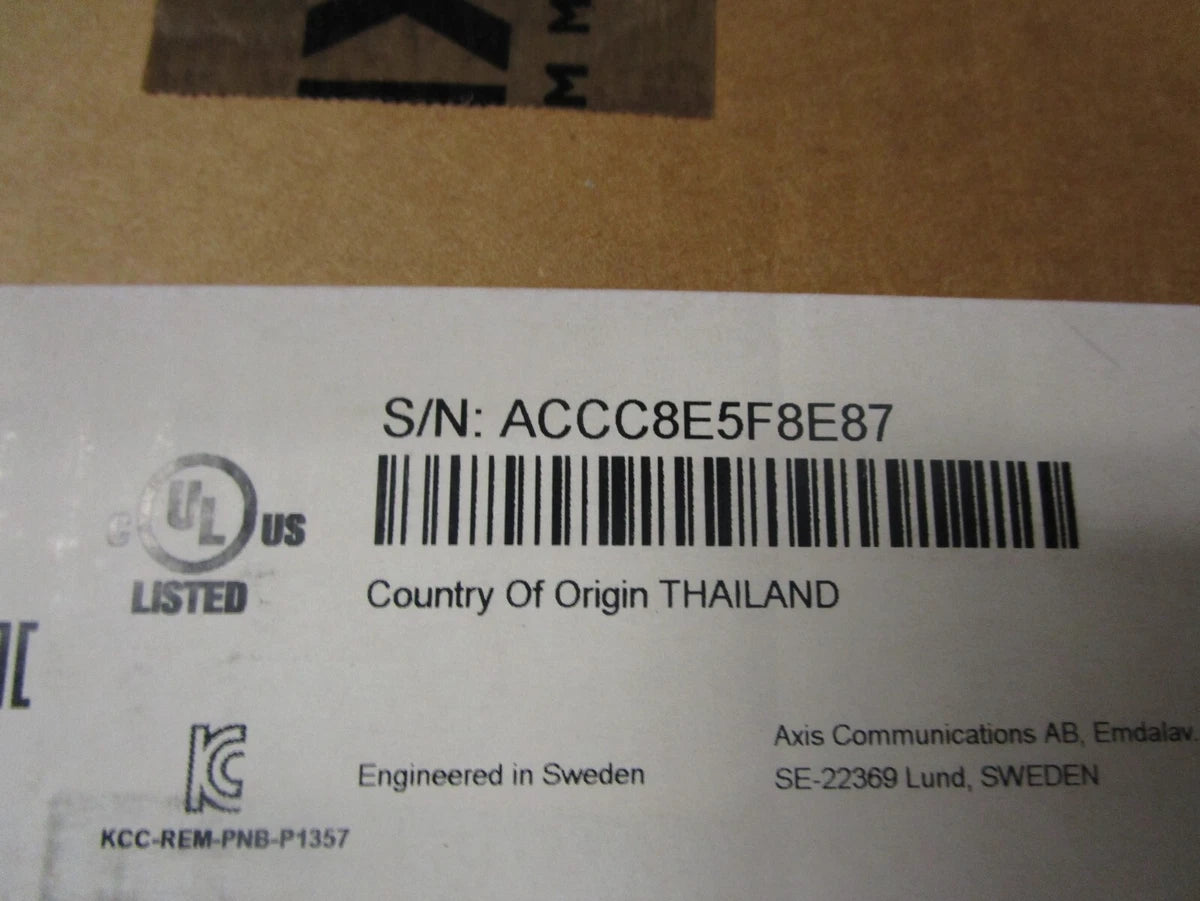 S/N: ACCC8E5F8E87
C UL US
LISTED
Country Of Origin THAILAND
Engineered in Sweden
Axis Communications AB, Emdalav.
SE-22369 Lund, SWEDEN
KCC-REM-PNB-P1357